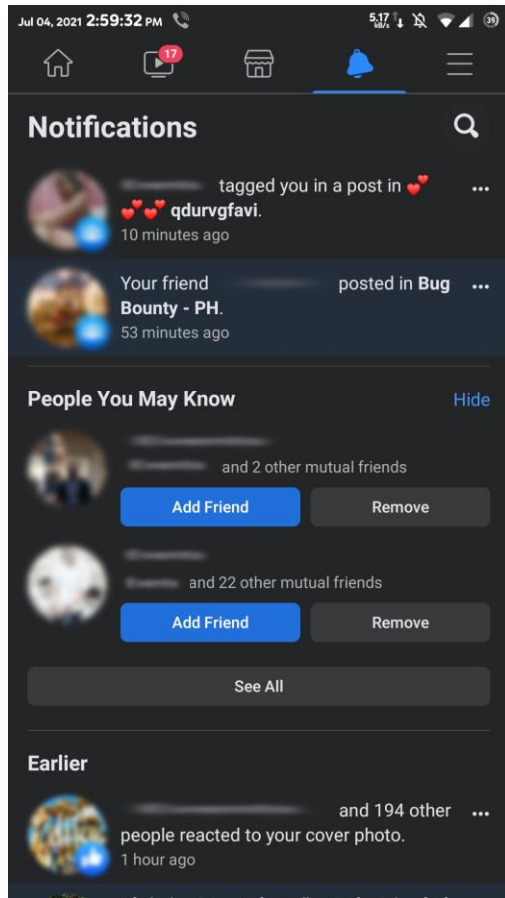 Jul 04, 2021 2:59:32 PM 5.17 kB/s 39
17
Notifications
tagged you in a post in 💕
💕💕 qdurvgfavi.
10 minutes ago
Your friend posted in Bug
Bounty - PH.
53 minutes ago
People You May Know
Hide
and 2 other mutual friends
Add Friend
Remove
and 22 other mutual friends
Add Friend
Remove
See All
Earlier
and 194 other
people reacted to your cover photo.
1 hour ago